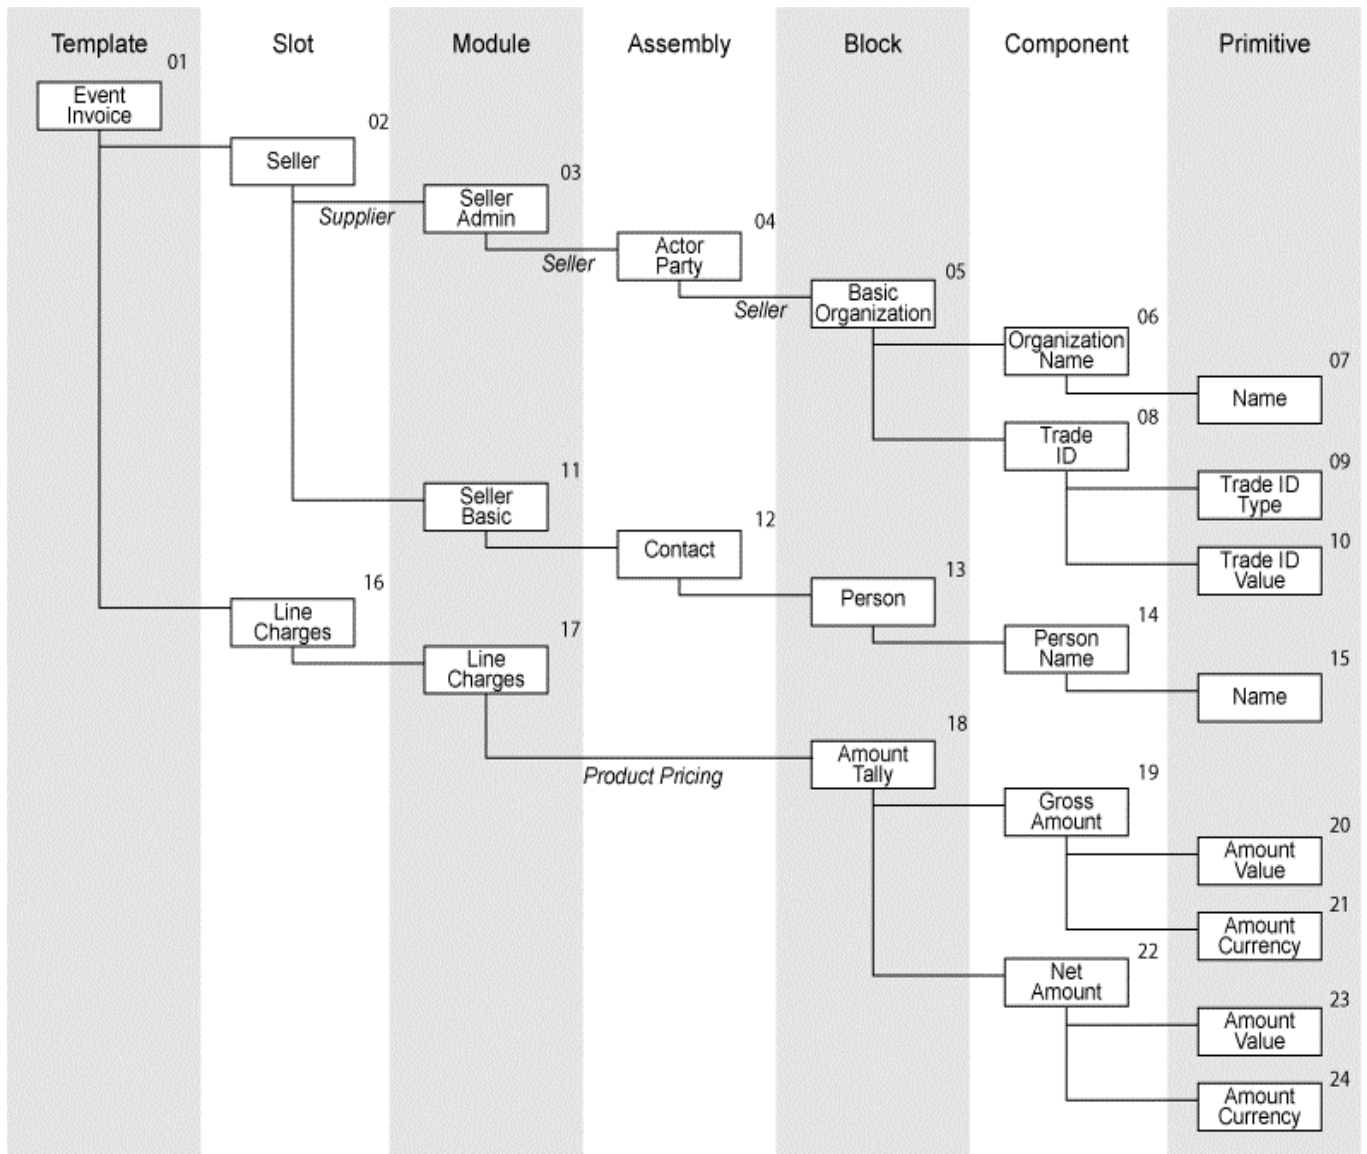 Template Slot Module Assembly Block Component Primitive
01
Event
Invoice
02
Seller
03
Supplier
Seller
Admin
04
Seller
Actor
Party
05
Seller
Basic
Organization
06
Organization
Name
07
Name
08
Trade
ID
09
Trade ID
Type
10
Trade ID
Value
11
Seller
Basic
12
Contact
13
Person
14
Person
Name
15
Name
16
Line
Charges
17
Line
Charges
18
Product Pricing
Amount
Tally
19
Gross
Amount
20
Amount
Value
21
Amount
Currency
22
Net
Amount
23
Amount
Value
24
Amount
Currency